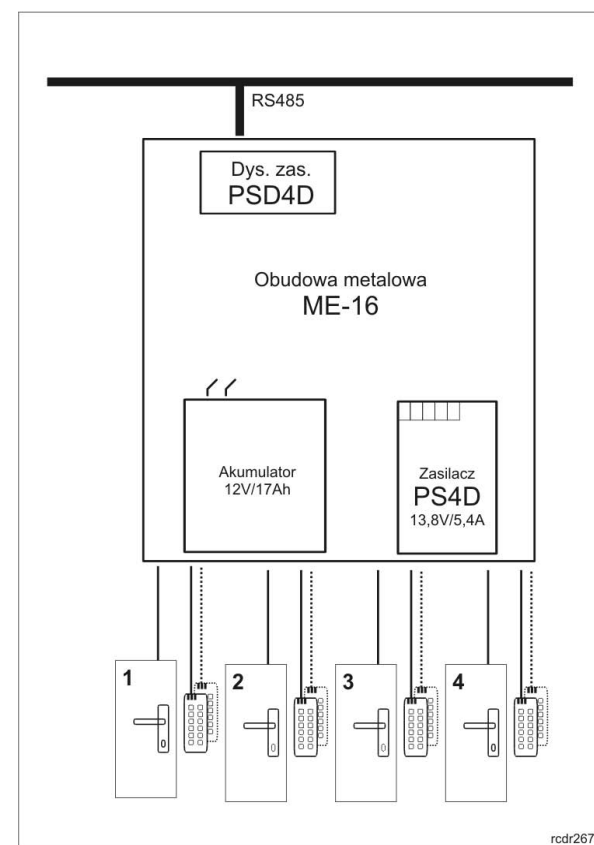 RS485
Dys. zas.
PSD4D
Obudowa metalowa
ME-16
Akumulator
12V/17Ah
Zasilacz
PS4D
13,8V/5,4A
1
2
3
4
rcdr267